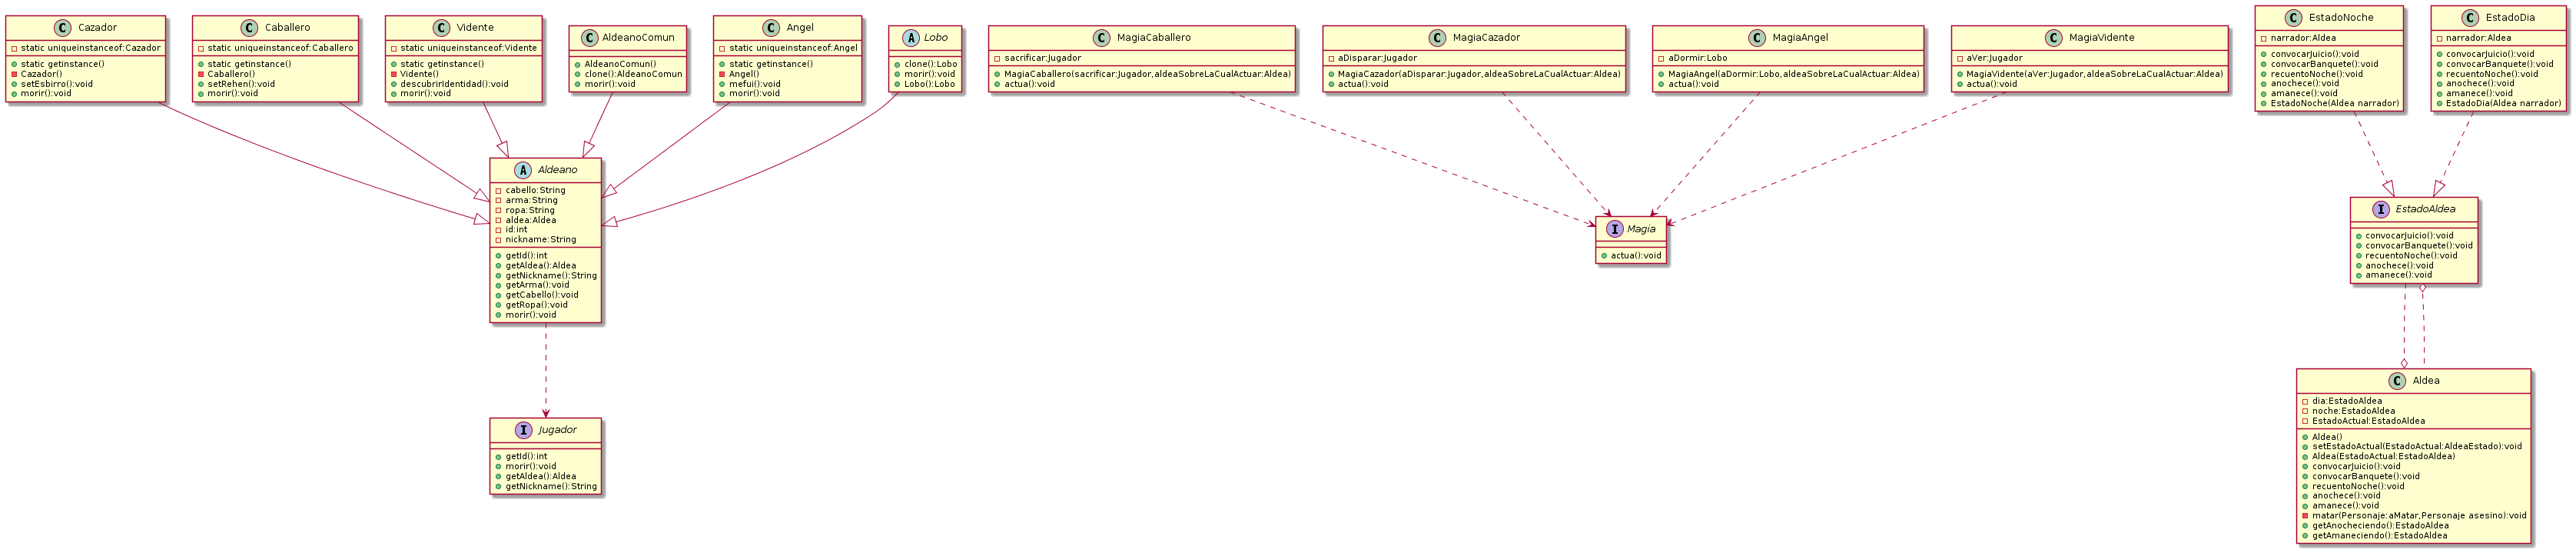 C Cazador
static uniqueinstanceof:Cazador
static getinstance()
Cazador()
setEsbirro():void
morir():void
C Caballero
static uniqueinstanceof:Caballero
static getinstance()
Caballero()
setRehen():void
morir():void
C Vidente
static uniqueinstanceof:Vidente
static getinstance()
Vidente()
descubrirIdentidad():void
morir():void
C AldeanoComun
AldeanoComun()
clone():AldeanoComun
morir():void
C Angel
static uniqueinstanceof:Angel
static getinstance()
Angel()
mefui():void
morir():void
A Lobo
clone():Lobo
morir():void
Lobo():Lobo
C MagiaCaballero
sacrificar:Jugador
MagiaCaballero(sacrificar:Jugador,aldeaSobreLaCualActuar:Aldea)
actua():void
C MagiaCazador
aDisparar:Jugador
MagiaCazador(aDisparar:Jugador,aldeaSobreLaCualActuar:Aldea)
actua():void
C MagiaAngel
aDormir:Lobo
MagiaAngel(aDormir:Lobo,aldeaSobreLaCualActuar:Aldea)
actua():void
C MagiaVidente
aVer:Jugador
MagiaVidente(aVer:Jugador,aldeaSobreLaCualActuar:Aldea)
actua():void
C EstadoNoche
narrador:Aldea
convocarJuicio():void
convocarBanquete():void
recuentoNoche():void
anochece():void
amanece():void
EstadoNoche(Aldea narrador)
C EstadoDia
narrador:Aldea
convocarJuicio():void
convocarBanquete():void
recuentoNoche():void
anochece():void
amanece():void
EstadoDia(Aldea narrador)
A Aldeano
cabello:String
arma:String
ropa:String
aldea:Aldea
id:int
nickname:String
getId():int
getAldea():Aldea
getNickname():String
getArma():void
getCabello():void
getRopa():void
morir():void
I Magia
actua():void
I EstadoAldea
convocarJuicio():void
convocarBanquete():void
recuentoNoche():void
anochece():void
amanece():void
I Jugador
getId():int
morir():void
getAldea():Aldea
getNickname():String
C Aldea
dia:EstadoAldea
noche:EstadoAldea
EstadoActual:EstadoAldea
Aldea()
setEstadoActual(EstadoActual:AldeaEstado):void
Aldea(EstadoActual:EstadoAldea)
convocarJuicio():void
convocarBanquete():void
recuentoNoche():void
anochece():void
amanece():void
matar(Personaje:aMatar,Personaje asesino):void
getAnocheciendo():EstadoAldea
getAmaneciendo():EstadoAldea